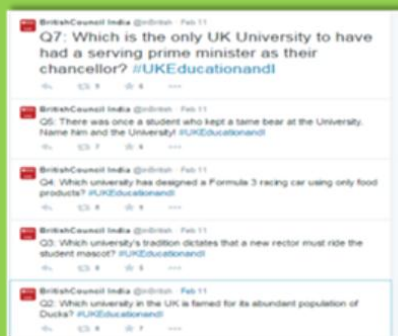 BritishCouncil India @inBritish · Feb 11
Q7: Which is the only UK University to have
had a serving prime minister as their
chancellor? #UKEducationandI
BritishCouncil India @inBritish · Feb 11
Q5: There was once a student who kept a tame bear at the University.
Name him and the University! #UKEducationandI
BritishCouncil India @inBritish · Feb 11
Q4: Which university has designed a Formula 3 racing car using only food
products? #UKEducationandI
BritishCouncil India @inBritish · Feb 11
Q3: Which university's tradition dictates that a new rector must ride the
student mascot? #UKEducationandI
BritishCouncil India @inBritish · Feb 11
Q2: Which university in the UK is famed for its abundant population of
Ducks? #UKEducationandI